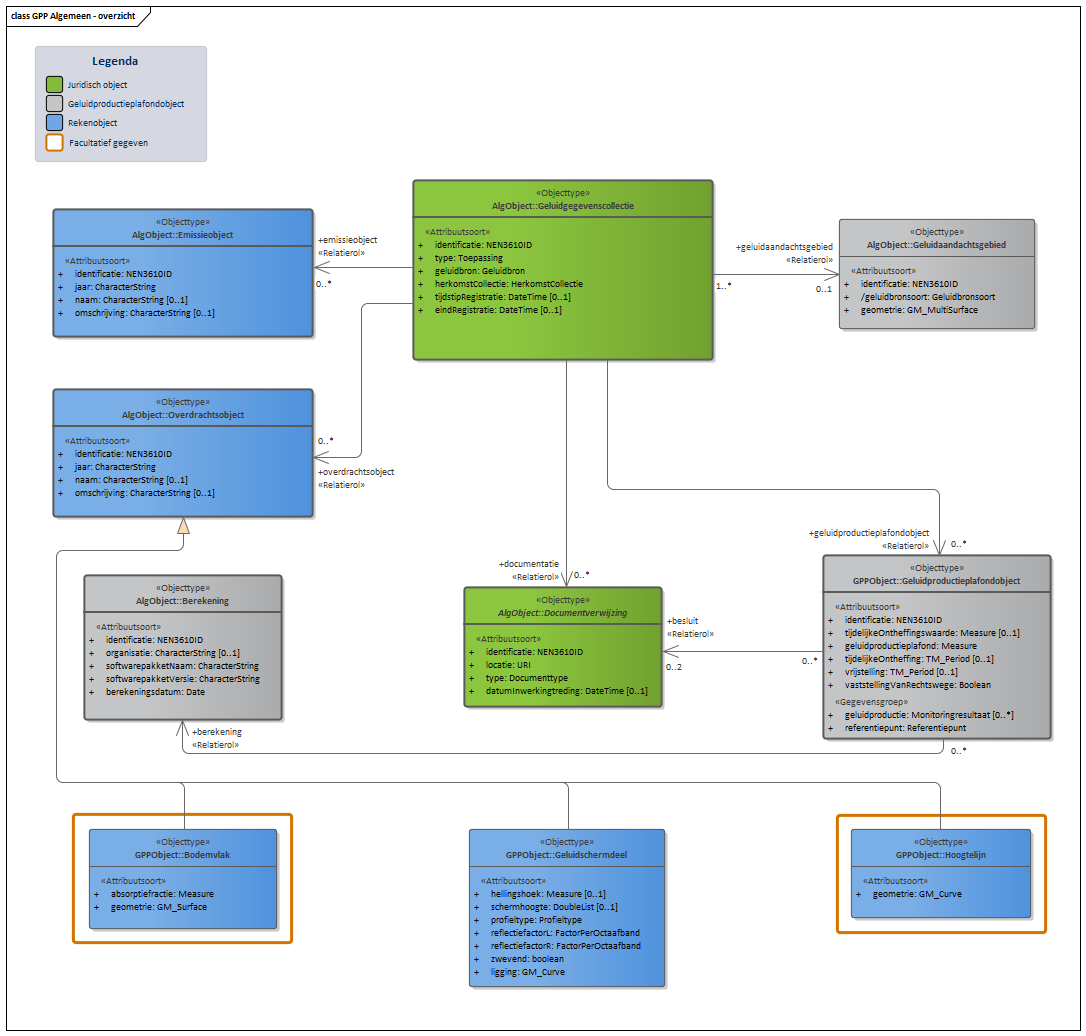 class GPP Algemeen - overzicht
Legenda
Juridisch object
Geluidproductieplafondobject
Rekenobject
Facultatief gegeven
«Objecttype»
AlgObject::Geluidgegevenscollectie
«Attribuutsoort»
+ identificatie: NEN3610ID
+ type: Toepassing
+ geluidbron: Geluidbron
+ herkomstCollectie: HerkomstCollectie
+ tijdstipRegistratie: DateTime [0..1]
+ eindRegistratie: DateTime [0..1]
«Objecttype»
AlgObject::Emissieobject
«Attribuutsoort»
+ identificatie: NEN3610ID
+ jaar: CharacterString
+ naam: CharacterString [0..1]
+ omschrijving: CharacterString [0..1]
+emissieobject
«Relatierol»
0..*
+geluidaandachtsgebied
«Relatierol»
1..*
0..1
«Objecttype»
AlgObject::Geluidaandachtsgebied
«Attribuutsoort»
+ identificatie: NEN3610ID
+ /geluidbronsoort: Geluidbronsoort
+ geometrie: GM_MultiSurface
«Objecttype»
AlgObject::Overdrachtsobject
«Attribuutsoort»
+ identificatie: NEN3610ID
+ jaar: CharacterString
+ naam: CharacterString [0..1]
+ omschrijving: CharacterString [0..1]
0..*
+overdrachtsobject
«Relatierol»
+documentatie
«Relatierol»
0..*
+geluidproductieplafondobject
«Relatierol»
0..*
«Objecttype»
AlgObject::Berekening
«Attribuutsoort»
+ identificatie: NEN3610ID
+ organisatie: CharacterString [0..1]
+ softwarepakketNaam: CharacterString
+ softwarepakketVersie: CharacterString
+ berekeningsdatum: Date
«Objecttype»
AlgObject::Documentverwijzing
«Attribuutsoort»
+ identificatie: NEN3610ID
+ locatie: URI
+ type: Documenttype
+ datumInwerkingtreding: DateTime [0..1]
+besluit
«Relatierol»
0..2
0..*
«Objecttype»
GPPObject::Geluidproductieplafondobject
«Attribuutsoort»
+ identificatie: NEN3610ID
+ tijdelijkeOntheffingswaarde: Measure [0..1]
+ geluidproductieplafond: Measure
+ tijdelijkeOntheffing: TM_Period [0..1]
+ vrijstelling: TM_Period [0..1]
+ vaststellingVanRechtswege: Boolean
«Gegevensgroep»
+ geluidproductie: Monitoringresultaat [0..*]
+ referentiepunt: Referentiepunt
+berekening
«Relatierol»
0..*
«Objecttype»
GPPObject::Bodemvlak
«Attribuutsoort»
+ absorptiefractie: Measure
+ geometrie: GM_Surface
«Objecttype»
GPPObject::Geluidschermdeel
«Attribuutsoort»
+ hellingshoek: Measure [0..1]
+ schermhoogte: DoubleList [0..1]
+ profieltype: Profieltype
+ reflectiefactorL: FactorPerOctaafband
+ reflectiefactorR: FactorPerOctaafband
+ zwevend: boolean
+ ligging: GM_Curve
«Objecttype»
GPPObject::Hoogtelijn
«Attribuutsoort»
+ geometrie: GM_Curve